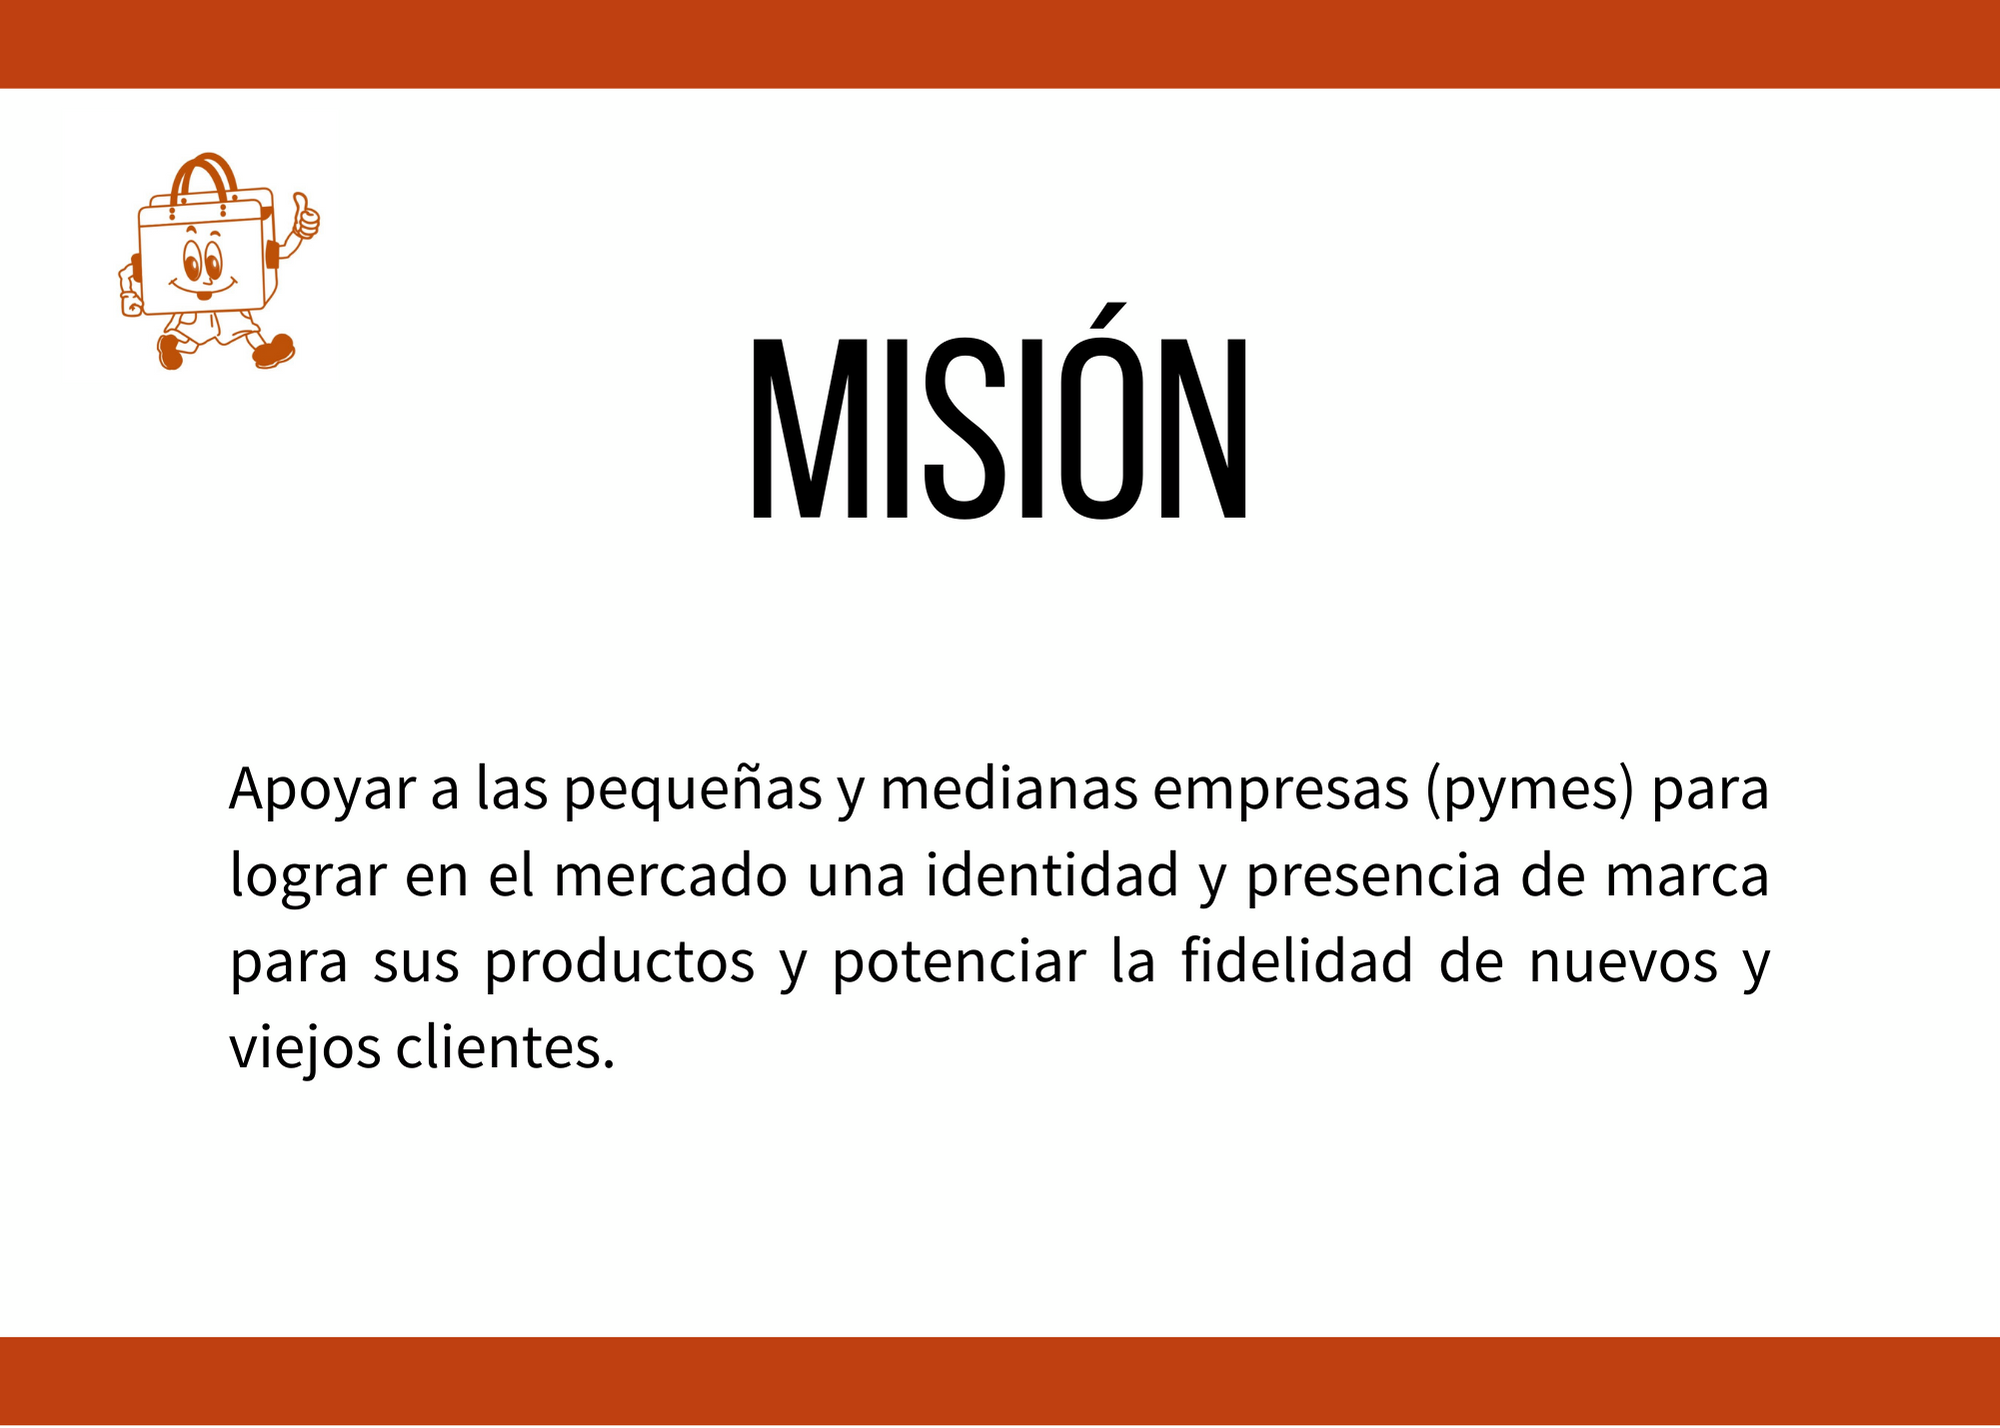 MISIÓN
Apoyar a las pequeñas y medianas empresas (pymes) para
lograr en el mercado una identidad y presencia de marca
para sus productos y potenciar la fidelidad de nuevos y
viejos clientes.